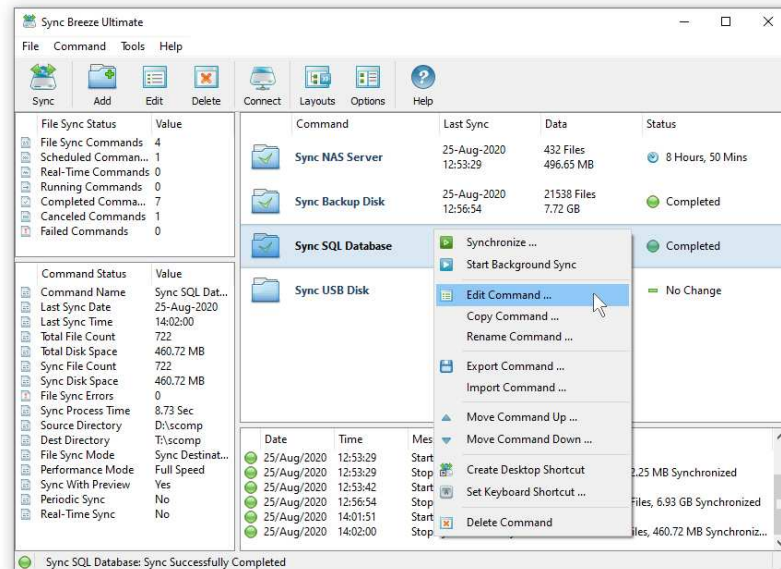 Sync Breeze Ultimate
File Command Tools Help
Sync Add Edit Delete Connect Layouts Options Help
File Sync Status Value
File Sync Commands 4
Scheduled Comman... 1
Real-Time Commands 0
Running Commands 0
Completed Comma... 7
Canceled Commands 1
Failed Commands 0
Command Status Value
Command Name Sync SQL Dat...
Last Sync Date 25-Aug-2020
Last Sync Time 14:02:00
Total File Count 722
Total Disk Space 460.72 MB
Sync File Count 722
Sync Disk Space 460.72 MB
File Sync Errors 0
Sync Process Time 8.73 Sec
Source Directory D:\scomp
Dest Directory T:\scomp
File Sync Mode Sync Destinat...
Performance Mode Full Speed
Sync With Preview Yes
Periodic Sync No
Real-Time Sync No
Command Last Sync Data Status
Sync NAS Server 25-Aug-2020 12:53:29 432 Files 496.65 MB 8 Hours, 50 Mins
Sync Backup Disk 25-Aug-2020 12:56:54 21538 Files 7.72 GB Completed
Sync SQL Database Completed
Sync USB Disk No Change
Synchronize ...
Start Background Sync
Edit Command ...
Copy Command ...
Rename Command ...
Export Command ...
Import Command ...
Move Command Up ...
Move Command Down ...
Create Desktop Shortcut
Set Keyboard Shortcut ...
Delete Command
Date Time Mes
25/Aug/2020 12:53:29 Start
25/Aug/2020 12:53:29 Stop 2.25 MB Synchronized
25/Aug/2020 12:53:42 Start
25/Aug/2020 12:56:54 Stop Files, 6.93 GB Synchronized
25/Aug/2020 14:01:51 Start
25/Aug/2020 14:02:00 Stop iles, 460.72 MB Synchroniz...
Sync SQL Database: Sync Successfully Completed